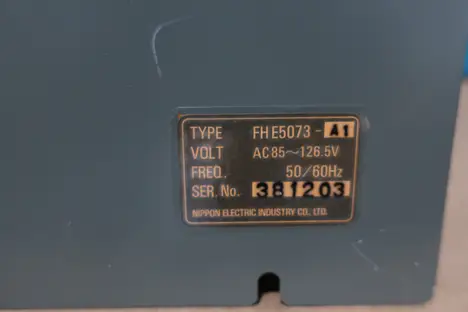 TYPE FHE5073-A1
VOLT AC85~126.5V
FREQ. 50/60Hz
SER. No. 381203
NIPPON ELECTRIC INDUSTRY CO., LTD.